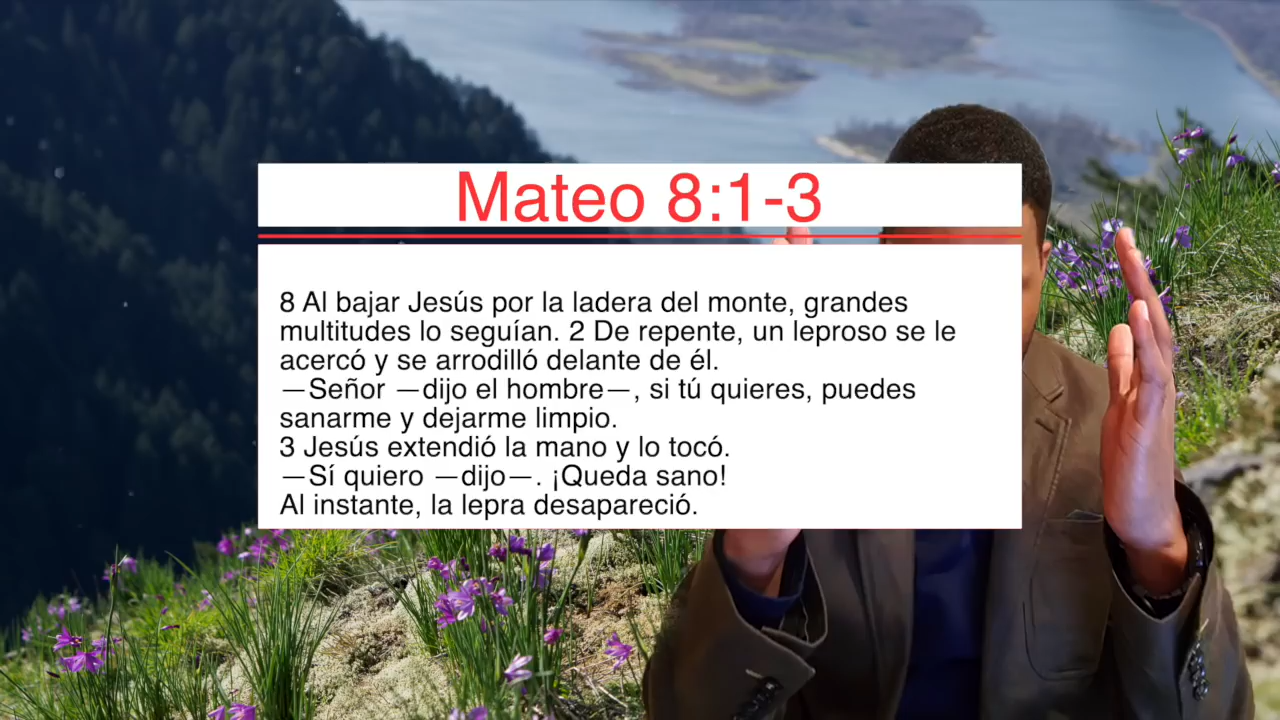 Mateo 8:1-3
8 Al bajar Jesús por la ladera del monte, grandes
multitudes lo seguían. 2 De repente, un leproso se le
acercó y se arrodilló delante de él.
—Señor —dijo el hombre—, si tú quieres, puedes
sanarme y dejarme limpio.
3 Jesús extendió la mano y lo tocó.
—Sí quiero —dijo—. ¡Queda sano!
Al instante, la lepra desapareció.